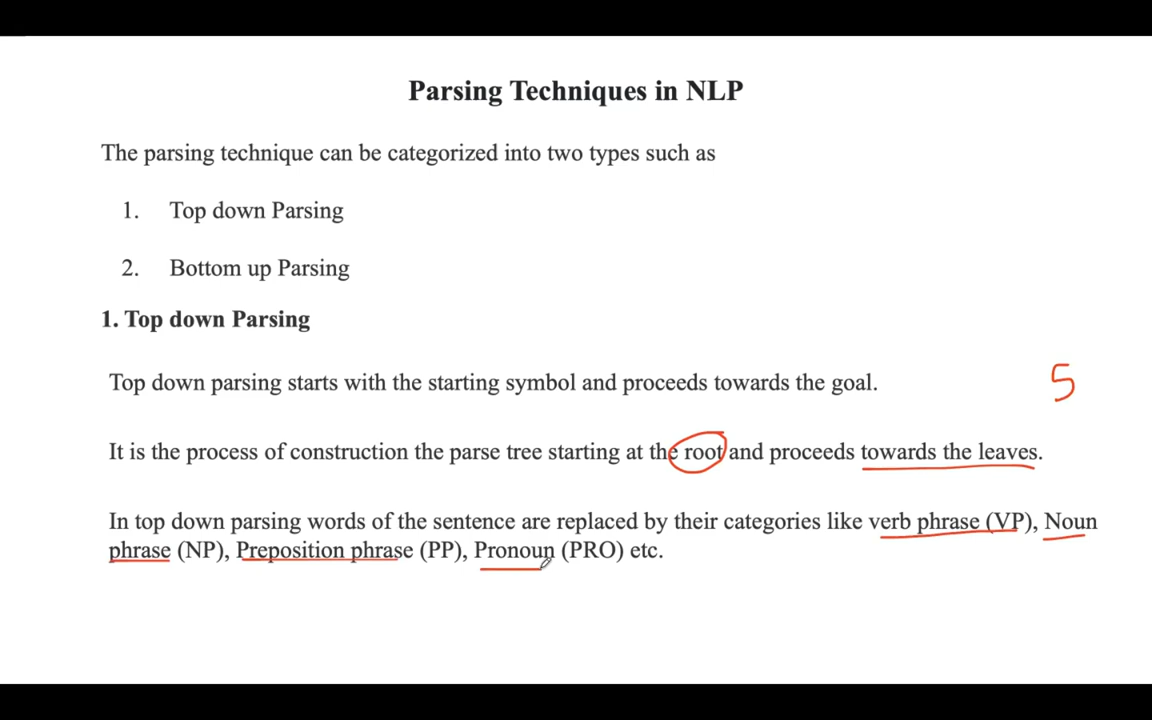 Parsing Techniques in NLP
The parsing technique can be categorized into two types such as
1. Top down Parsing
2. Bottom up Parsing
1. Top down Parsing
Top down parsing starts with the starting symbol and proceeds towards the goal.
S
It is the process of construction the parse tree starting at the root and proceeds towards the leaves.
In top down parsing words of the sentence are replaced by their categories like verb phrase (VP), Noun
phrase (NP), Preposition phrase (PP), Pronoun (PRO) etc.